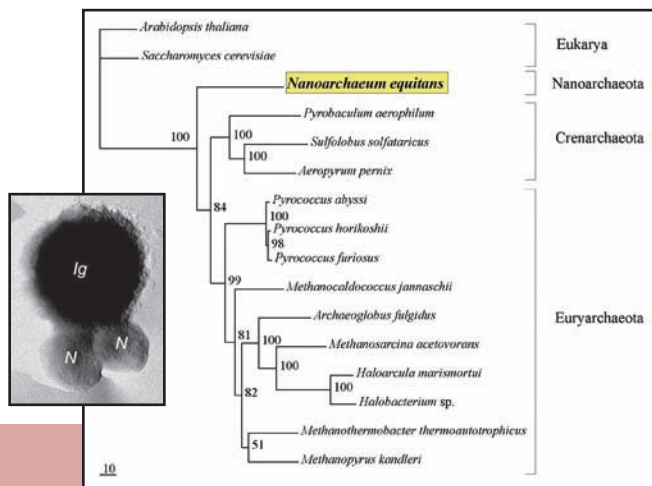 Arabidopsis thaliana
Saccharomyces cerevisiae
Eukarya
Nanoarchaeum equitans
Nanoarchaeota
100
Pyrobaculum aerophilum
100
Sulfolobus solfataricus
100
Aeropyrum pernix
Crenarchaeota
84
Pyrococcus abyssi
100
Pyrococcus horikoshii
98
Pyrococcus furiosus
99
Methanocaldococcus jannaschii
Archaeoglobus fulgidus
Euryarchaeota
81
100
Methanosarcina acetovorans
100
Haloarcula marismortui
100
82
Halobacterium sp.
Methanothermobacter thermoautotrophicus
51
Methanopyrus kandleri
10
Ig
N
N